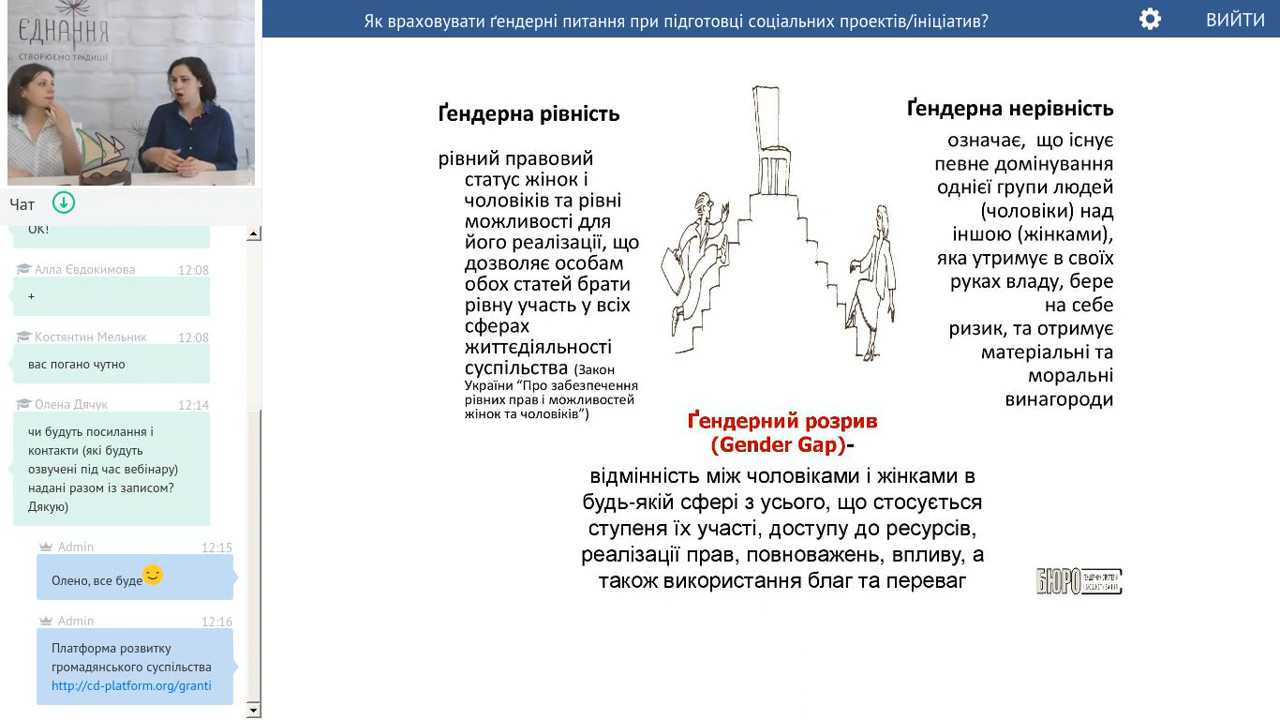 ЄДНАННЯ
СТВОРЮЄМО ТРАДИЦІЇ
Як враховувати ґендерні питання при підготовці соціальних проектів/ініціатив?
ВИЙТИ
Чат
ОК!
Алла Євдокимова 12:08
+
Костянтин Мельник 12:08
вас погано чутно
Олена Дячук 12:14
чи будуть посилання і
контакти (які будуть
озвучені під час вебінару)
надані разом із записом?
Дякую)
Admin 12:15
Олено, все буде
Admin 12:16
Платформа розвитку
громадянського суспільства
http://cd-platform.org/granti
Ґендерна рівність
рівний правовий
статус жінок і
чоловіків та рівні
можливості для
його реалізації, що
дозволяє особам
обох статей брати
рівну участь у всіх
сферах
життєдіяльності
суспільства (Закон
України “Про забезпечення
рівних прав і можливостей
жінок та чоловіків”)
Ґендерна нерівність
означає, що існує
певне домінування
однієї групи людей
(чоловіки) над
іншою (жінками),
яка утримує в своїх
руках владу, бере
на себе
ризик, та отримує
матеріальні та
моральні
винагороди
Ґендерний розрив
(Gender Gap)-
відмінність між чоловіками і жінками в
будь-якій сфері з усього, що стосується
ступеня їх участі, доступу до ресурсів,
реалізації прав, повноважень, впливу, а
також використання благ та переваг
БЮРО